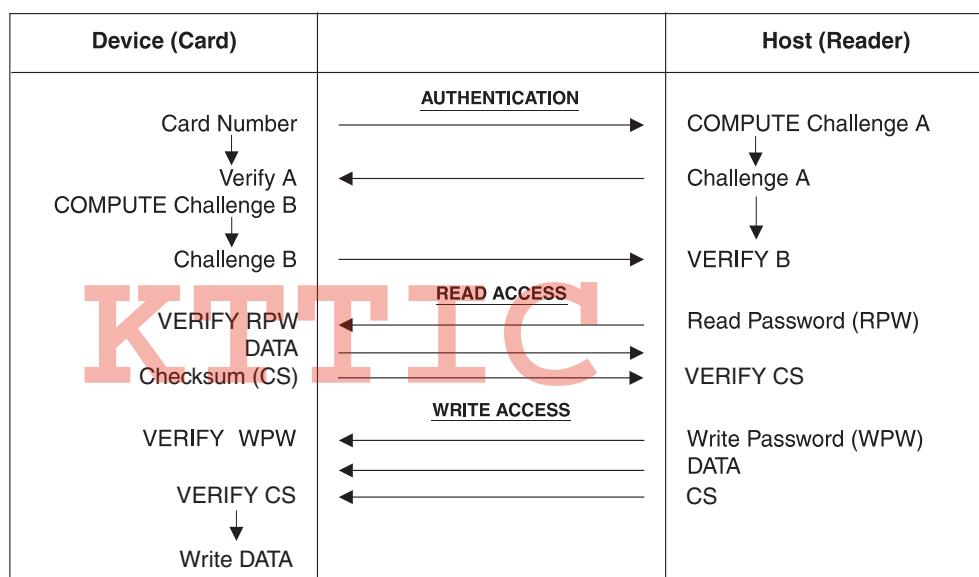 Device (Card) Host (Reader)
AUTHENTICATION
Card Number COMPUTE Challenge A
Verify A Challenge A
COMPUTE Challenge B
Challenge B VERIFY B
READ ACCESS
KTTIC
VERIFY RPW Read Password (RPW)
DATA
Checksum (CS) VERIFY CS
WRITE ACCESS
VERIFY WPW Write Password (WPW)
DATA
VERIFY CS CS
Write DATA